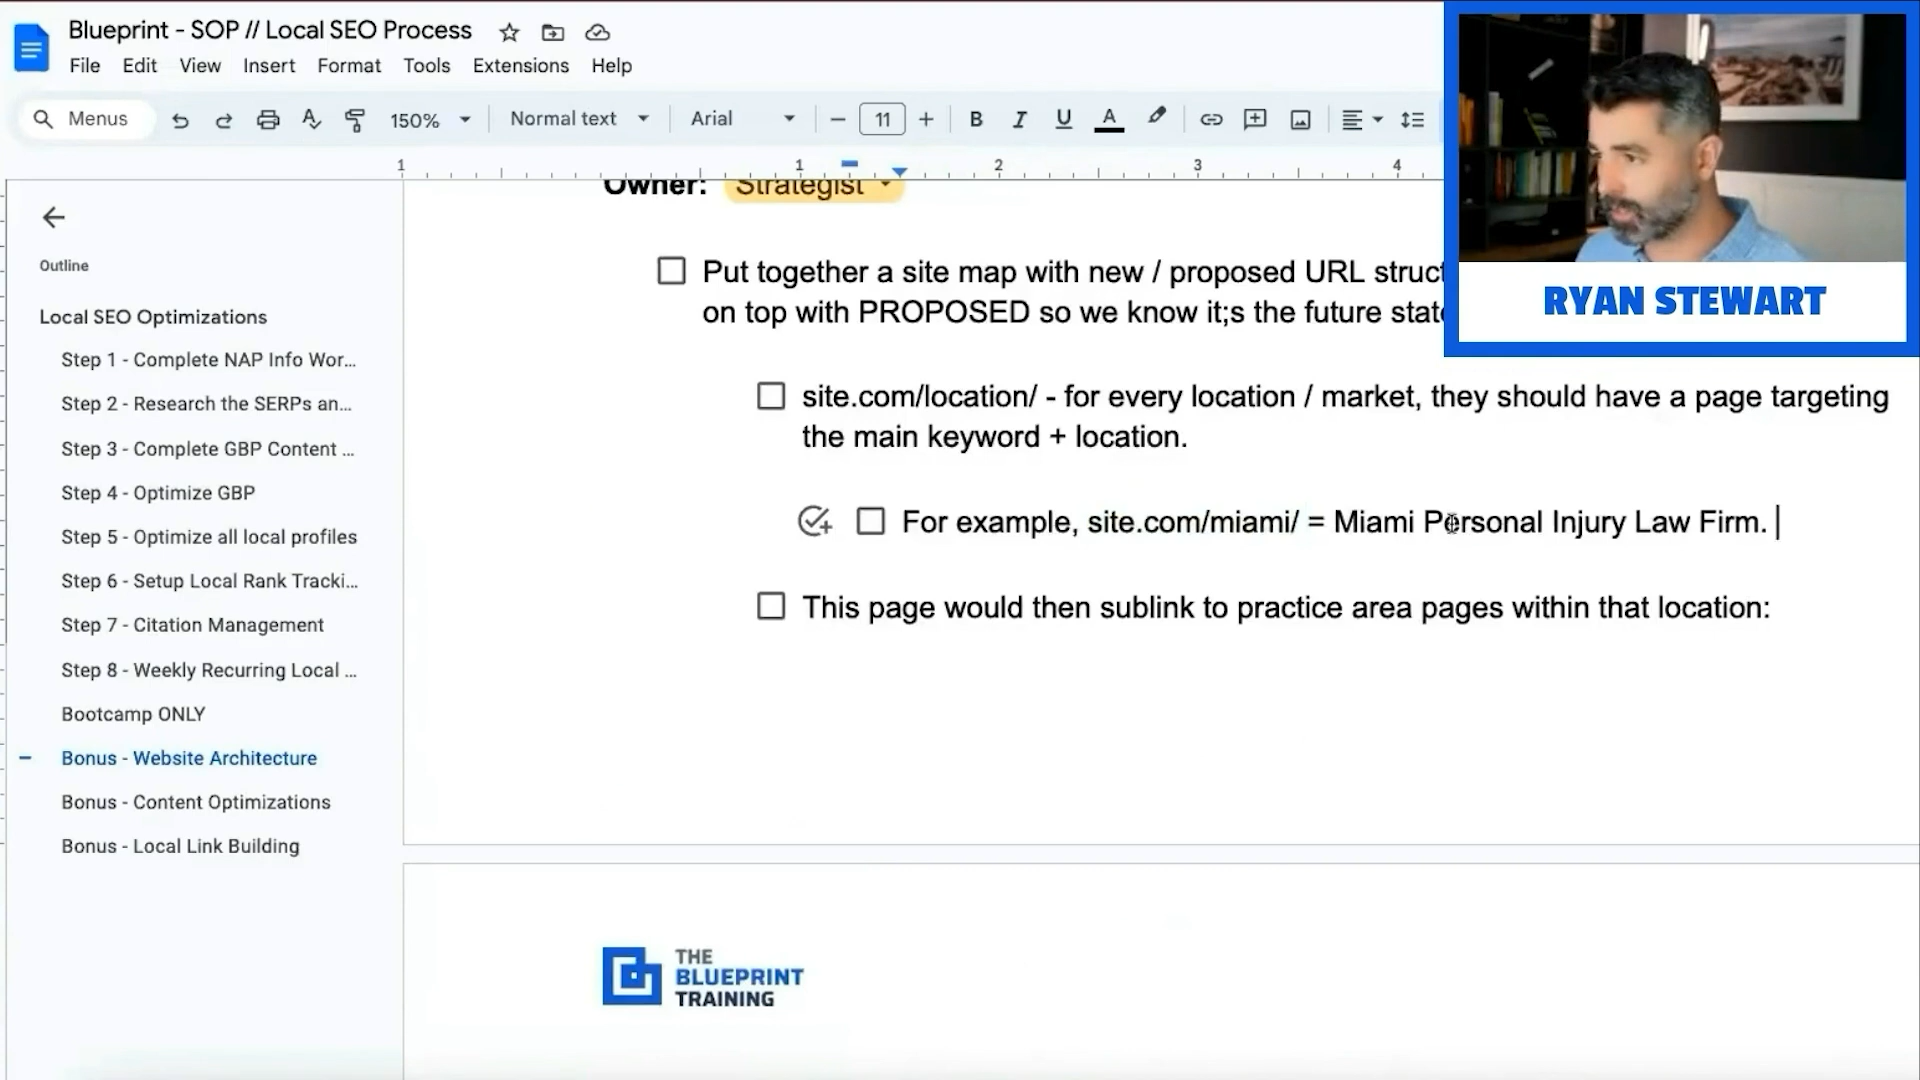 Blueprint - SOP // Local SEO Process
File Edit View Insert Format Tools Extensions Help
Menus 150% Normal text Arial 11 B I U A
1 1 2 3 4
Owner: Strategist
Outline
Local SEO Optimizations
Step 1 - Complete NAP Info Wor...
Step 2 - Research the SERPs an...
Step 3 - Complete GBP Content ...
Step 4 - Optimize GBP
Step 5 - Optimize all local profiles
Step 6 - Setup Local Rank Tracki...
Step 7 - Citation Management
Step 8 - Weekly Recurring Local ...
Bootcamp ONLY
Bonus - Website Architecture
Bonus - Content Optimizations
Bonus - Local Link Building
Put together a site map with new / proposed URL struct
on top with PROPOSED so we know it;s the future state
site.com/location/ - for every location / market, they should have a page targeting
the main keyword + location.
For example, site.com/miami/ = Miami Personal Injury Law Firm.
This page would then sublink to practice area pages within that location:
THE
BLUEPRINT
TRAINING
RYAN STEWART